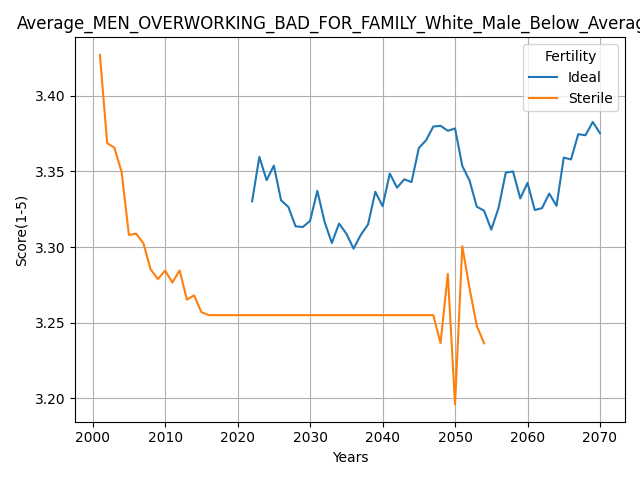 Average_MEN_OVERWORKING_BAD_FOR_FAMILY_White_Male_Below_Averag
Fertility
Ideal
Sterile
Score(1-5)
3.40
3.35
3.30
3.25
3.20
2000 2010 2020 2030 2040 2050 2060 2070
Years